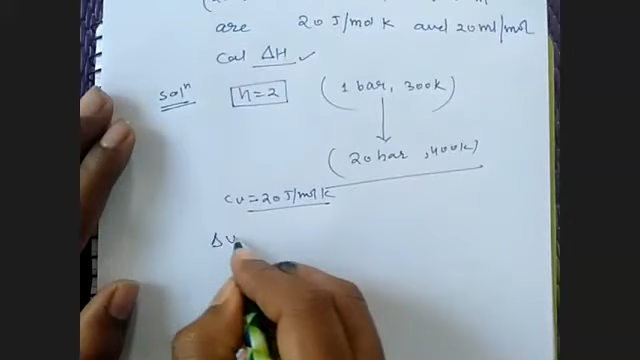 are 20 J/mol K and 20 ml/mol
Cal ΔH ✓
solⁿ n=2 (1 bar, 300K)
(20 bar, 400K)
Cv = 20 J/mol K
ΔU